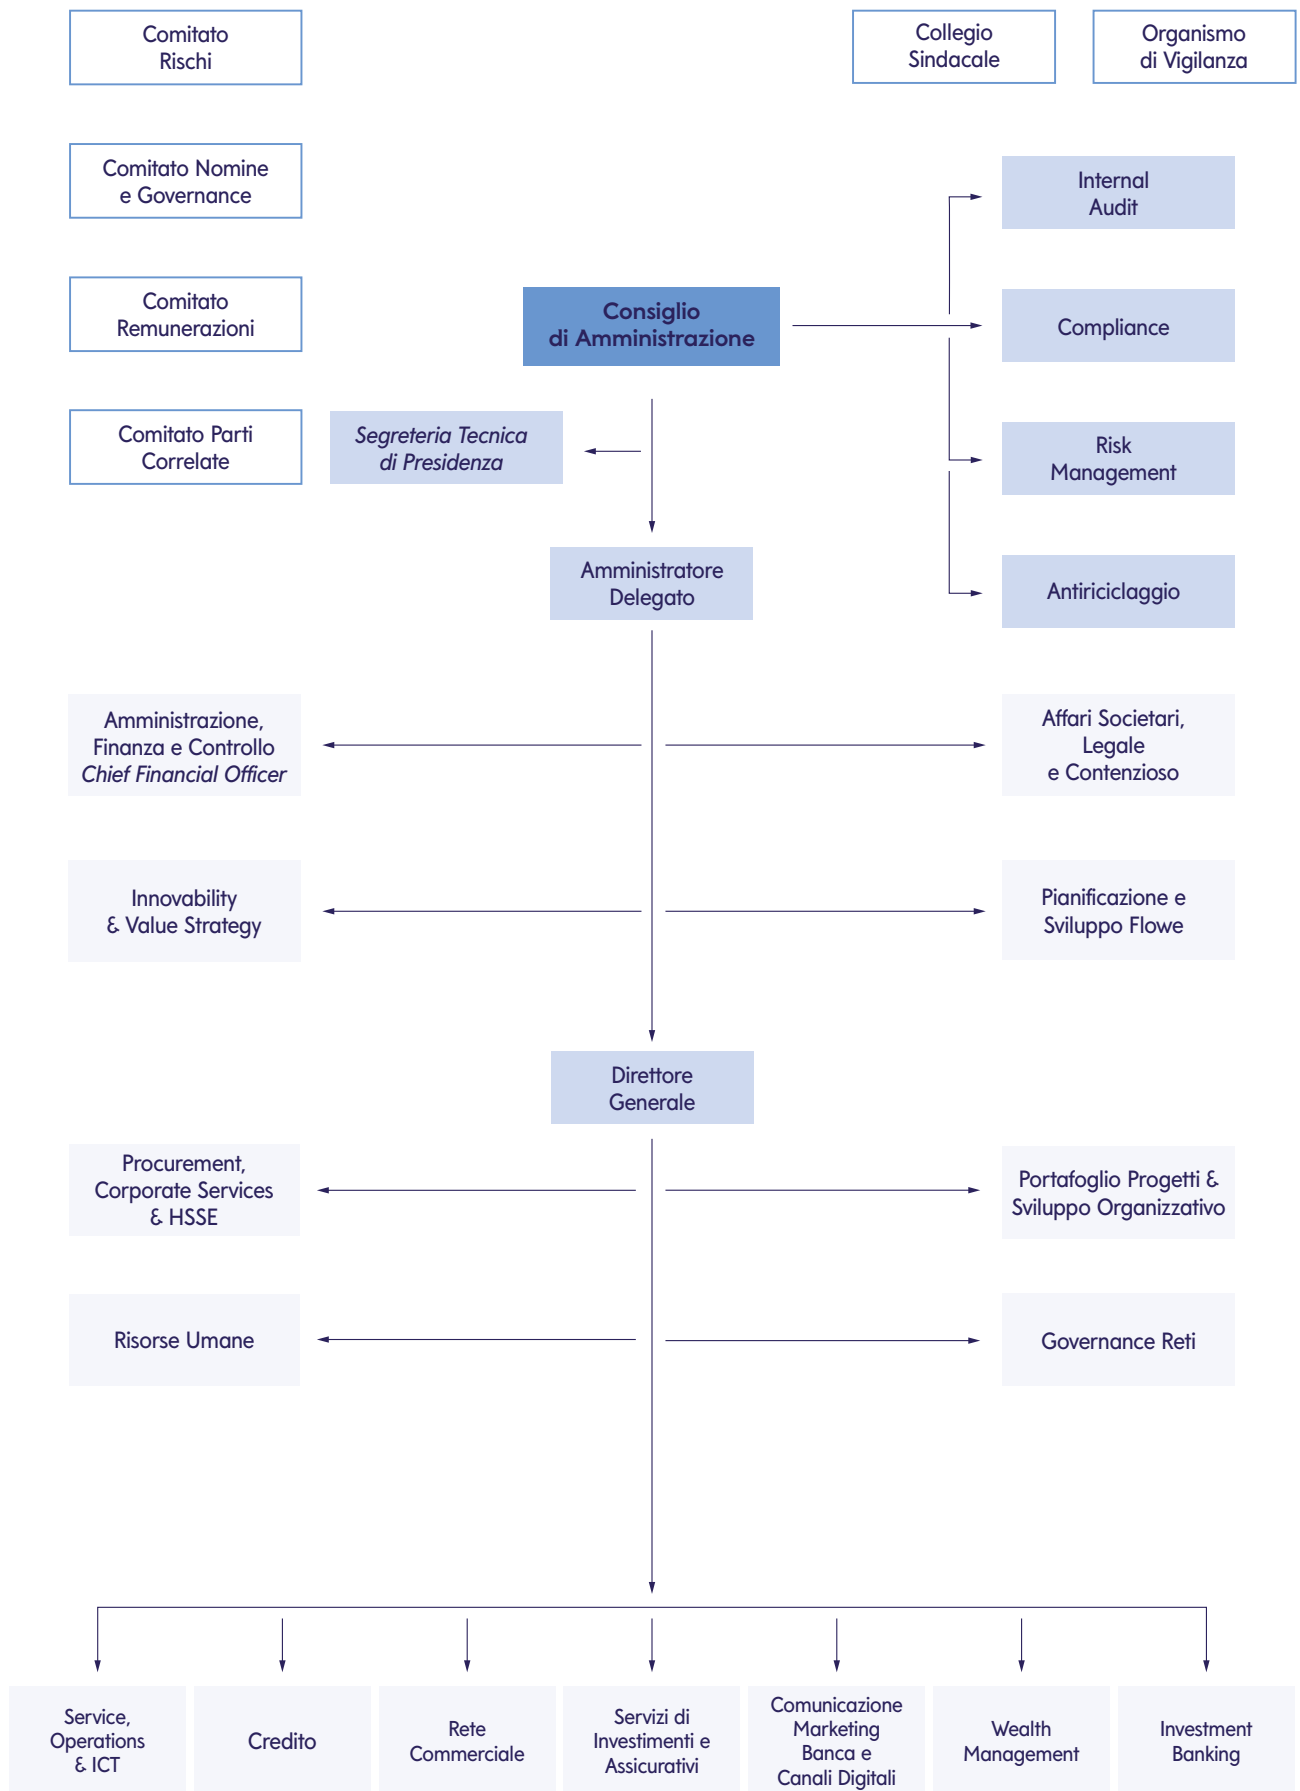 Comitato
Rischi
Collegio
Sindacale
Organismo
di Vigilanza
Comitato Nomine
e Governance
Internal
Audit
Comitato
Remunerazioni
Consiglio
di Amministrazione
Compliance
Comitato Parti
Correlate
Segreteria Tecnica
di Presidenza
Risk
Management
Amministratore
Delegato
Antiriciclaggio
Amministrazione,
Finanza e Controllo
Chief Financial Officer
Affari Societari,
Legale
e Contenzioso
Innovability
& Value Strategy
Pianificazione e
Sviluppo Flowe
Direttore
Generale
Procurement,
Corporate Services
& HSSE
Portafoglio Progetti &
Sviluppo Organizzativo
Risorse Umane
Governance Reti
Service,
Operations
& ICT
Credito
Rete
Commerciale
Servizi di
Investimenti e
Assicurativi
Comunicazione
Marketing
Banca e
Canali Digitali
Wealth
Management
Investment
Banking